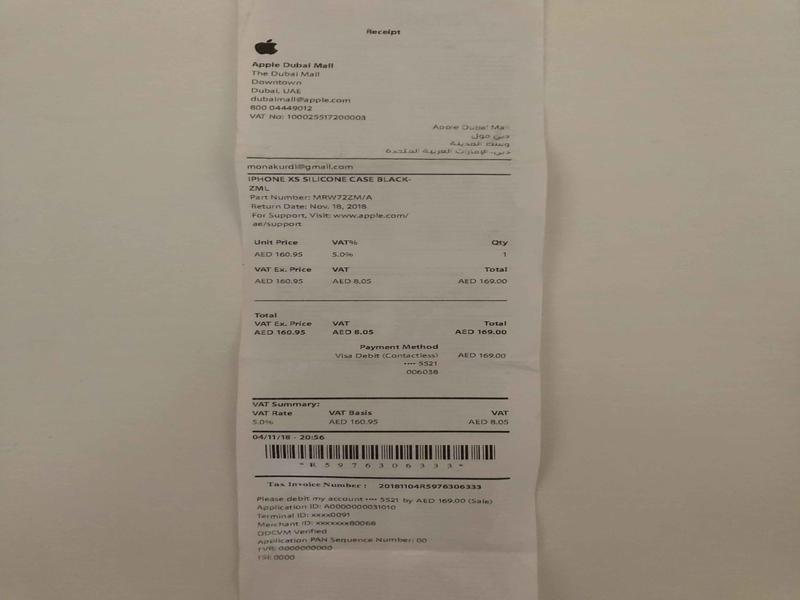 Receipt
Apple Dubai Mall
The Dubai Mall
Downtown
Dubai, UAE
dubaimall@apple.com
800 04449012
VAT No: 100025517200003
Apple Dubai Ma
دبي مول
وسط المدينة
دبي، الإمارات العربية المتحدة
monakurdi@gmail.com
IPHONE XS SILICONE CASE BLACK-
ZML
Part Number: MRW72ZM/A
Return Date: Nov. 18, 2018
For Support, Visit: www.apple.com/
ae/support
Unit Price VAT% Qty
AED 160.95 5.0% 1
VAT Ex. Price VAT Total
AED 160.95 AED 8.05 AED 169.00
Total
VAT Ex. Price VAT Total
AED 160.95 AED 8.05 AED 169.00
Payment Method
Visa Debit (Contactless) AED 169.00
•••• 5521
006038
VAT Summary:
VAT Rate VAT Basis VAT
5.0% AED 160.95 AED 8.05
04/11/18 - 20:56
*R5976306333*
Tax Invoice Number : 20181104R5976306333
Please debit my account •••• 5521 by AED 169.00 (Sale)
Application ID: A0000000031010
Terminal ID: xxxx0091
Merchant ID: xxxxxxx80068
ODCVM Verified
Application PAN Sequence Number: 00
TVR: 0000000000
TSI: 0000